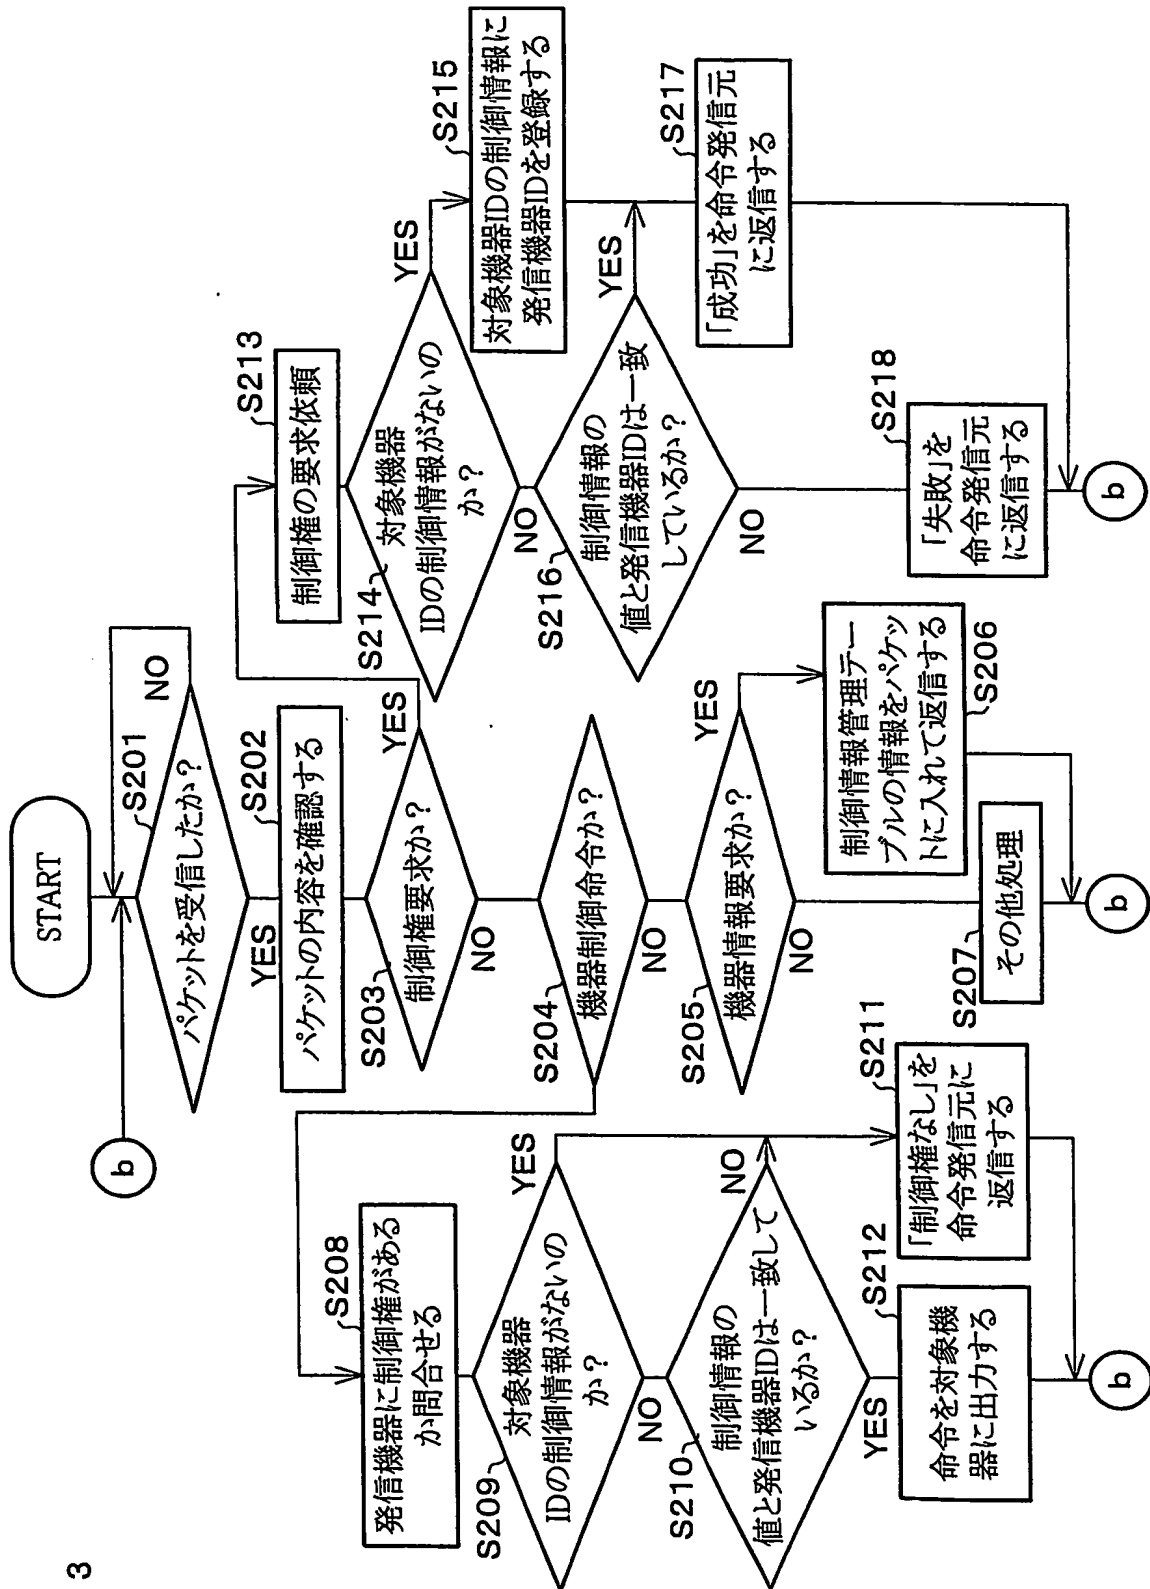 3
START
b
パケットを受信したか?
S201
NO
YES
パケットの内容を確認する
S202
制御権要求か?
S203
YES
NO
機器制御命令か?
S204
NO
機器情報要求か?
S205
YES
NO
制御情報管理テー
ブルの情報をパケッ
トに入れて返信する
S206
その他処理
S207
b
発信機器に制御権がある
か問合せる
S208
対象機器
IDの制御情報がないの
か?
S209
YES
NO
制御情報の
値と発信機器IDは一致して
いるか?
S210
NO
YES
「制御権なし」を
命令発信元に
返信する
S211
命令を対象機
器に出力する
S212
b
制御権の要求依頼
S213
対象機器
IDの制御情報がないの
か?
S214
YES
NO
対象機器IDの制御情報に
発信機器IDを登録する
S215
制御情報の
値と発信機器IDは一致
しているか?
S216
YES
NO
「成功」を命令発信元
に返信する
S217
「失敗」を
命令発信元
に返信する
S218
b